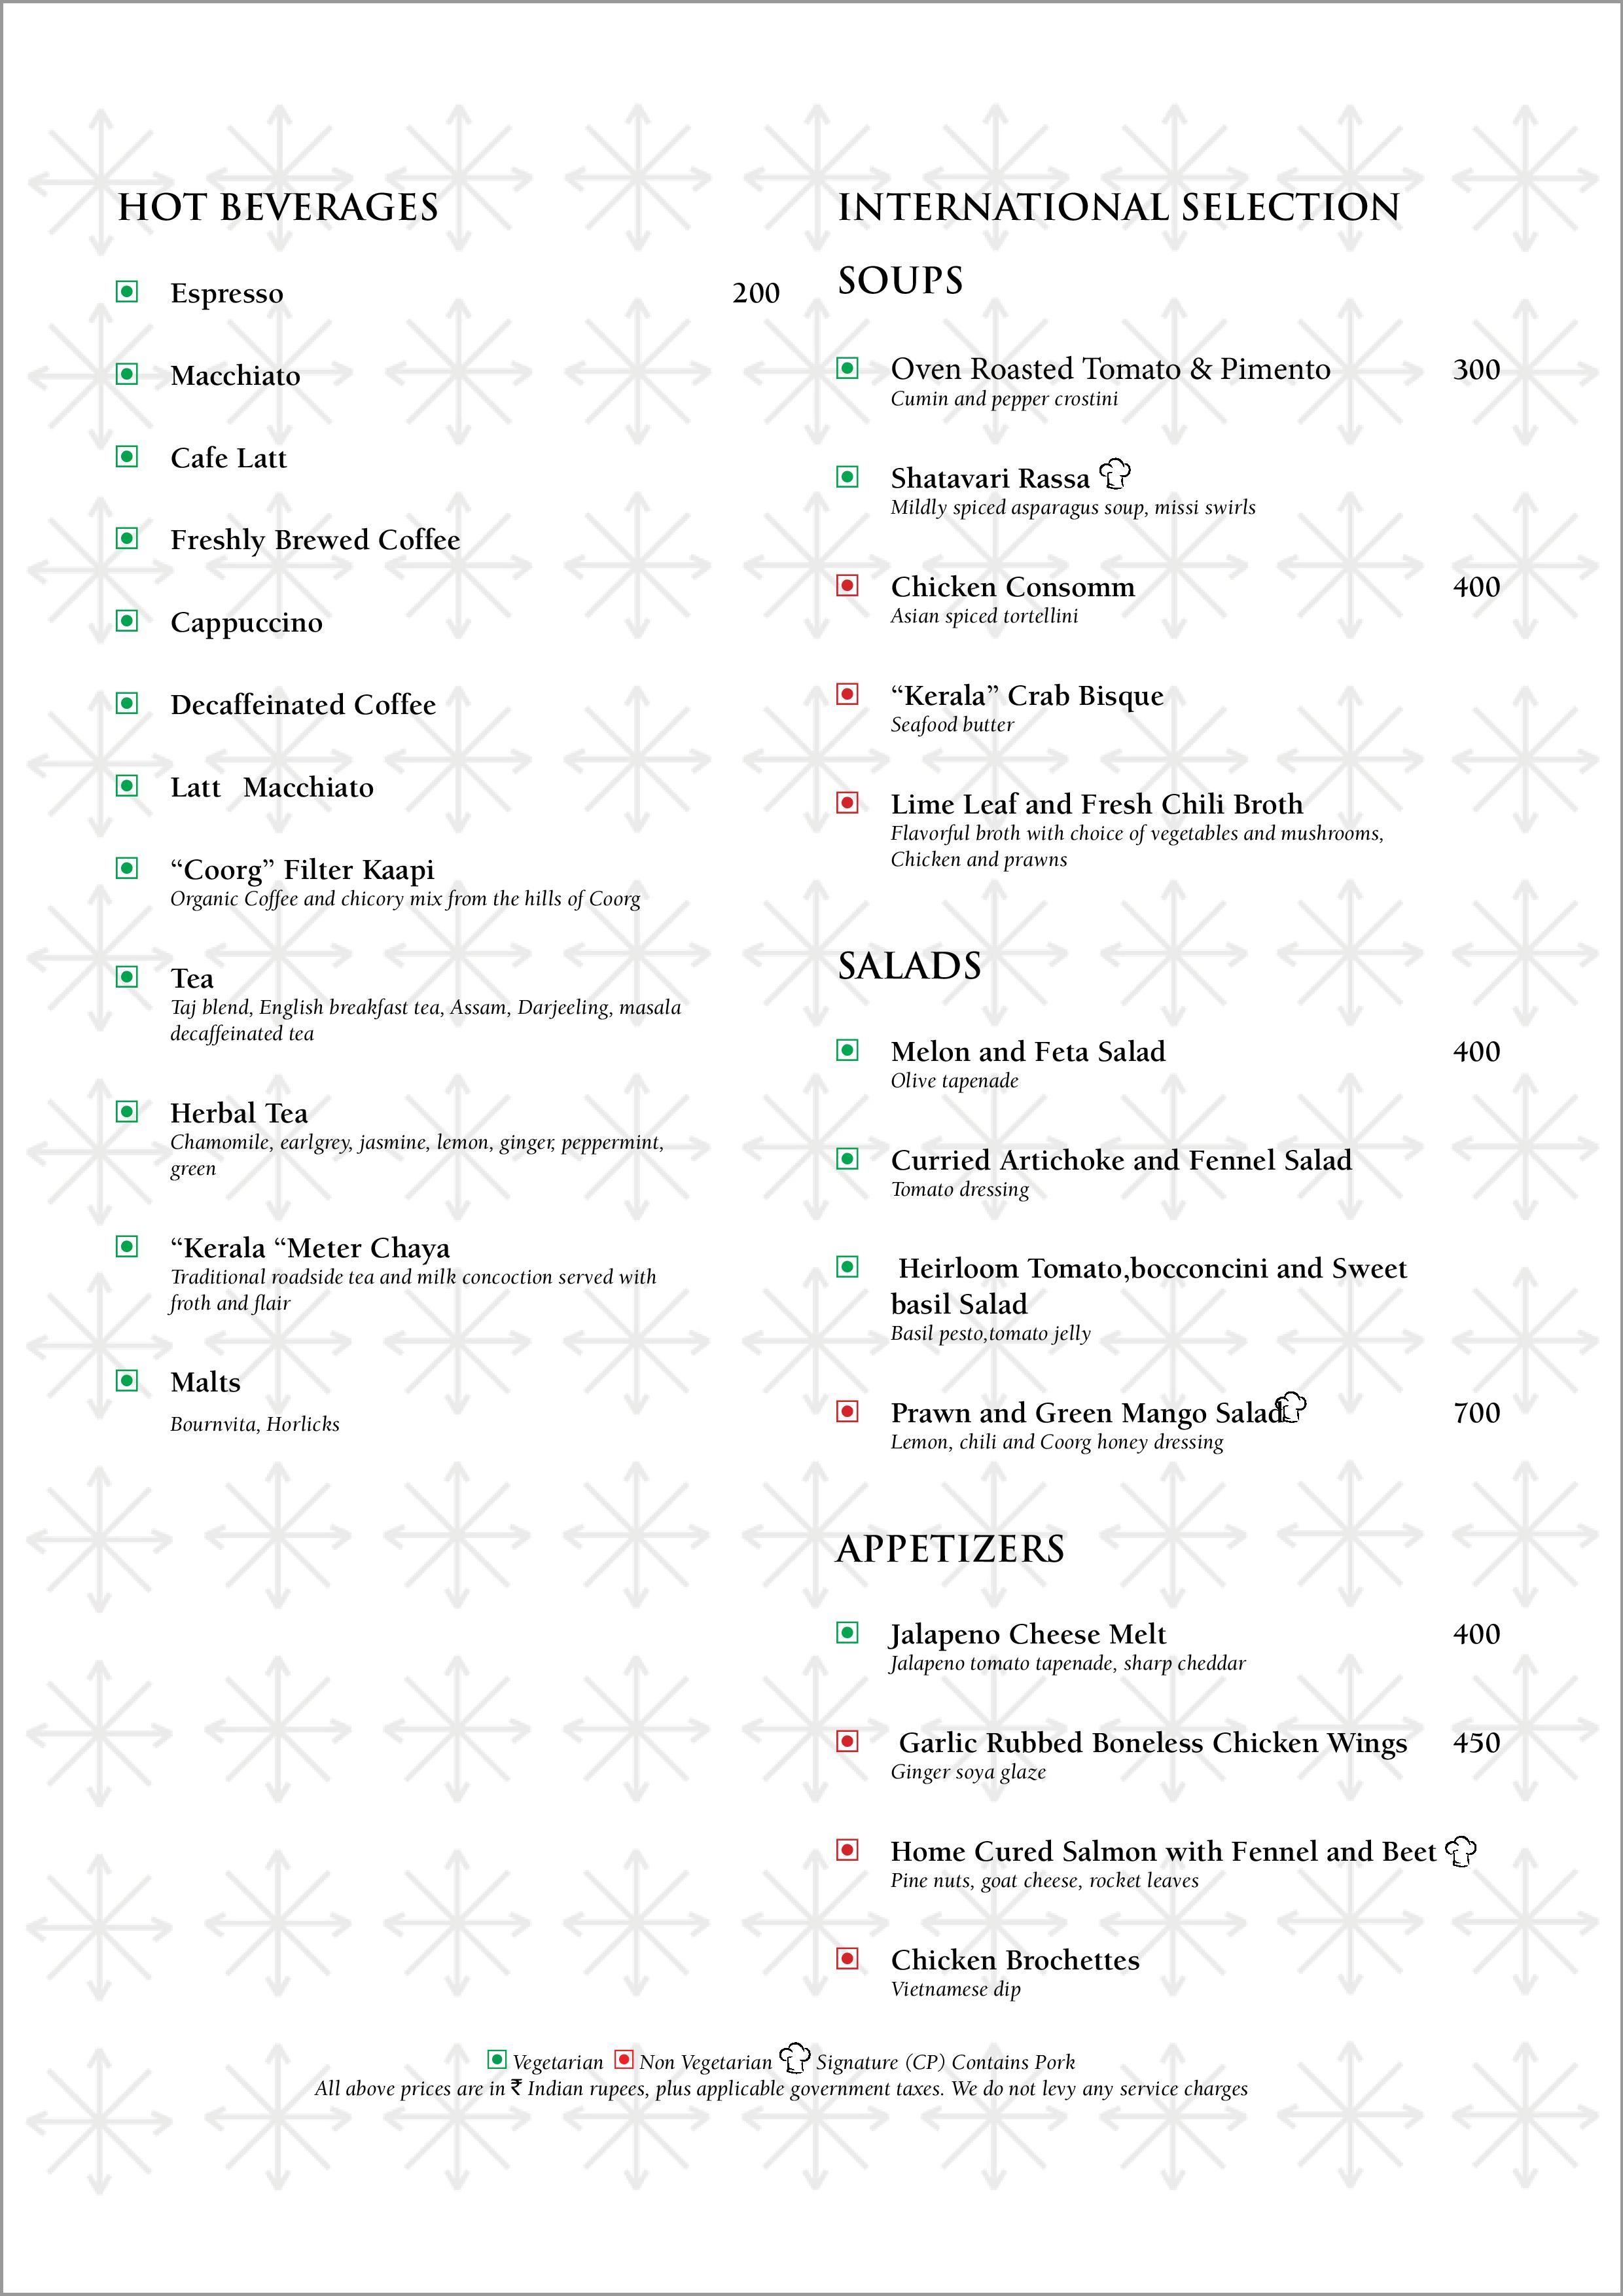 HOT BEVERAGES
Espresso 200
Macchiato
Cafe Latt
Freshly Brewed Coffee
Cappuccino
Decaffeinated Coffee
Latt Macchiato
“Coorg” Filter Kaapi
Organic Coffee and chicory mix from the hills of Coorg
Tea
Taj blend, English breakfast tea, Assam, Darjeeling, masala
decaffeinated tea
Herbal Tea
Chamomile, earlgrey, jasmine, lemon, ginger, peppermint,
green
“Kerala “Meter Chaya
Traditional roadside tea and milk concoction served with
froth and flair
Malts
Bournvita, Horlicks
INTERNATIONAL SELECTION
SOUPS
Oven Roasted Tomato & Pimento 300
Cumin and pepper crostini
Shatavari Rassa
Mildly spiced asparagus soup, missi swirls
Chicken Consomm 400
Asian spiced tortellini
“Kerala” Crab Bisque
Seafood butter
Lime Leaf and Fresh Chili Broth
Flavorful broth with choice of vegetables and mushrooms,
Chicken and prawns
SALADS
Melon and Feta Salad 400
Olive tapenade
Curried Artichoke and Fennel Salad
Tomato dressing
Heirloom Tomato,bocconcini and Sweet
basil Salad
Basil pesto,tomato jelly
Prawn and Green Mango Salad 700
Lemon, chili and Coorg honey dressing
APPETIZERS
Jalapeno Cheese Melt 400
Jalapeno tomato tapenade, sharp cheddar
Garlic Rubbed Boneless Chicken Wings 450
Ginger soya glaze
Home Cured Salmon with Fennel and Beet
Pine nuts, goat cheese, rocket leaves
Chicken Brochettes
Vietnamese dip
Vegetarian Non Vegetarian Signature (CP) Contains Pork
All above prices are in ₹ Indian rupees, plus applicable government taxes. We do not levy any service charges